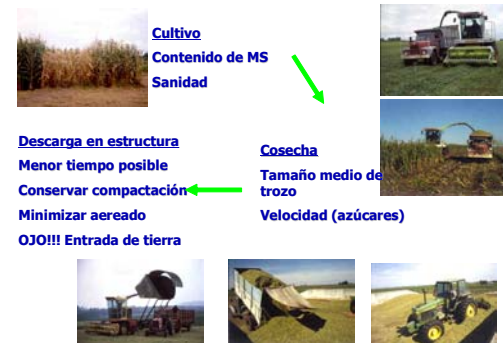 Cultivo
Contenido de MS
Sanidad
Descarga en estructura
Menor tiempo posible
Conservar compactación
Minimizar aereado
OJO!!! Entrada de tierra
Cosecha
Tamaño medio de
trozo
Velocidad (azúcares)